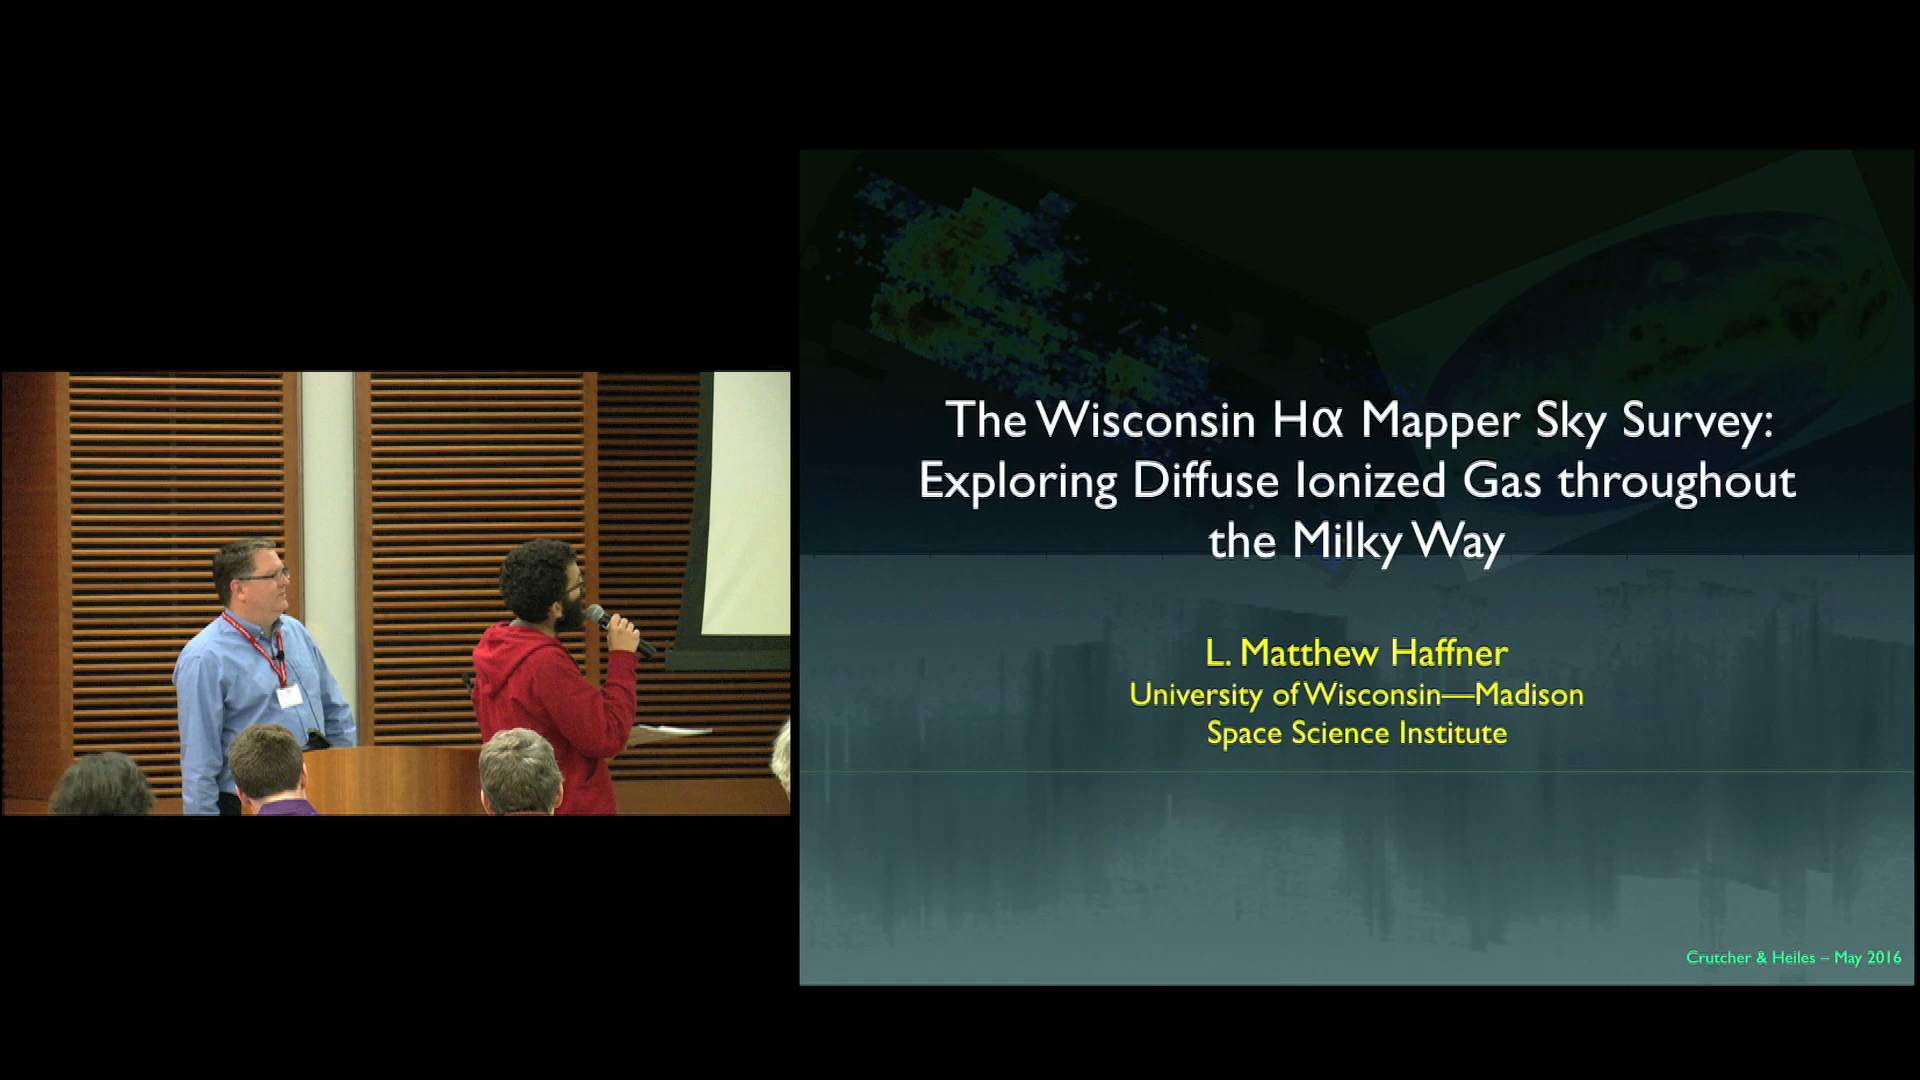 The Wisconsin Hα Mapper Sky Survey:
Exploring Diffuse Ionized Gas throughout
the Milky Way
L. Matthew Haffner
University of Wisconsin—Madison
Space Science Institute
Crutcher & Heiles – May 2016